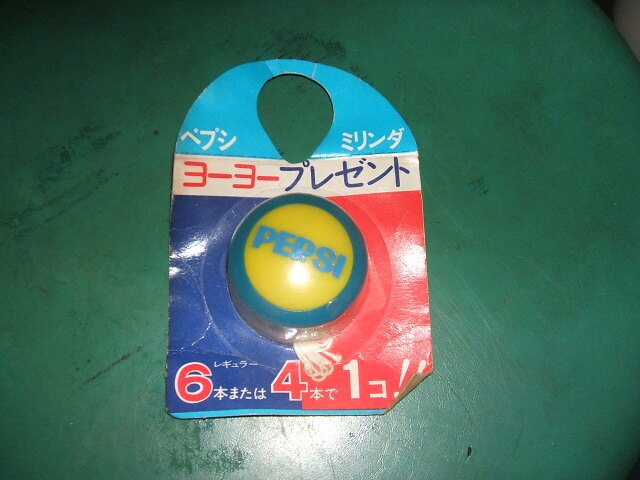 ペプシ ミリンダ
ヨーヨープレゼント
PEPSI
レギュラー
6本または4本で1コ!!